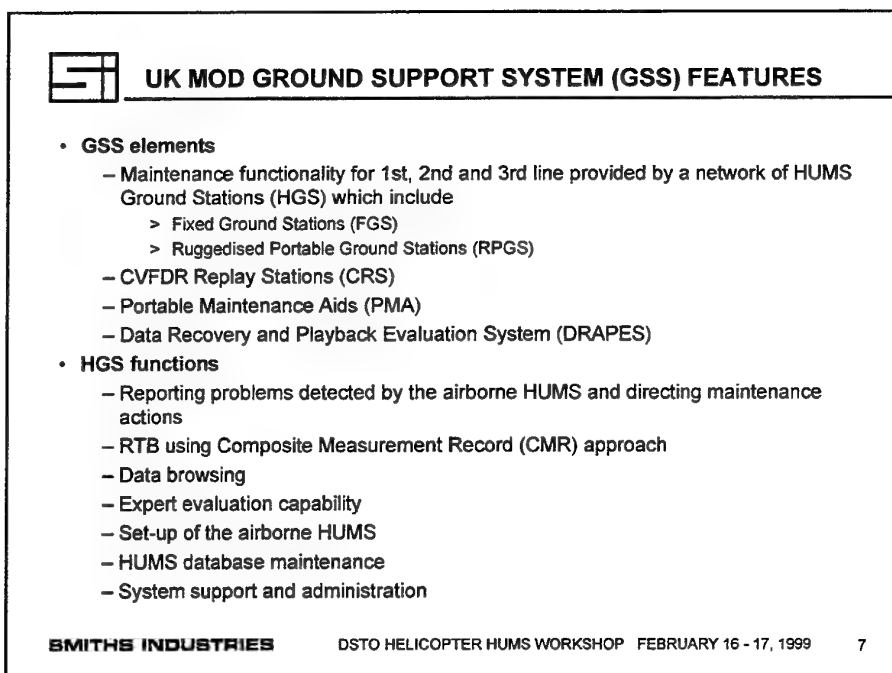 UK MOD GROUND SUPPORT SYSTEM (GSS) FEATURES
• GSS elements
– Maintenance functionality for 1st, 2nd and 3rd line provided by a network of HUMS
Ground Stations (HGS) which include
> Fixed Ground Stations (FGS)
> Ruggedised Portable Ground Stations (RPGS)
– CVFDR Replay Stations (CRS)
– Portable Maintenance Aids (PMA)
– Data Recovery and Playback Evaluation System (DRAPES)
• HGS functions
– Reporting problems detected by the airborne HUMS and directing maintenance
actions
– RTB using Composite Measurement Record (CMR) approach
– Data browsing
– Expert evaluation capability
– Set-up of the airborne HUMS
– HUMS database maintenance
– System support and administration
SMITHS INDUSTRIES DSTO HELICOPTER HUMS WORKSHOP FEBRUARY 16 - 17, 1999 7